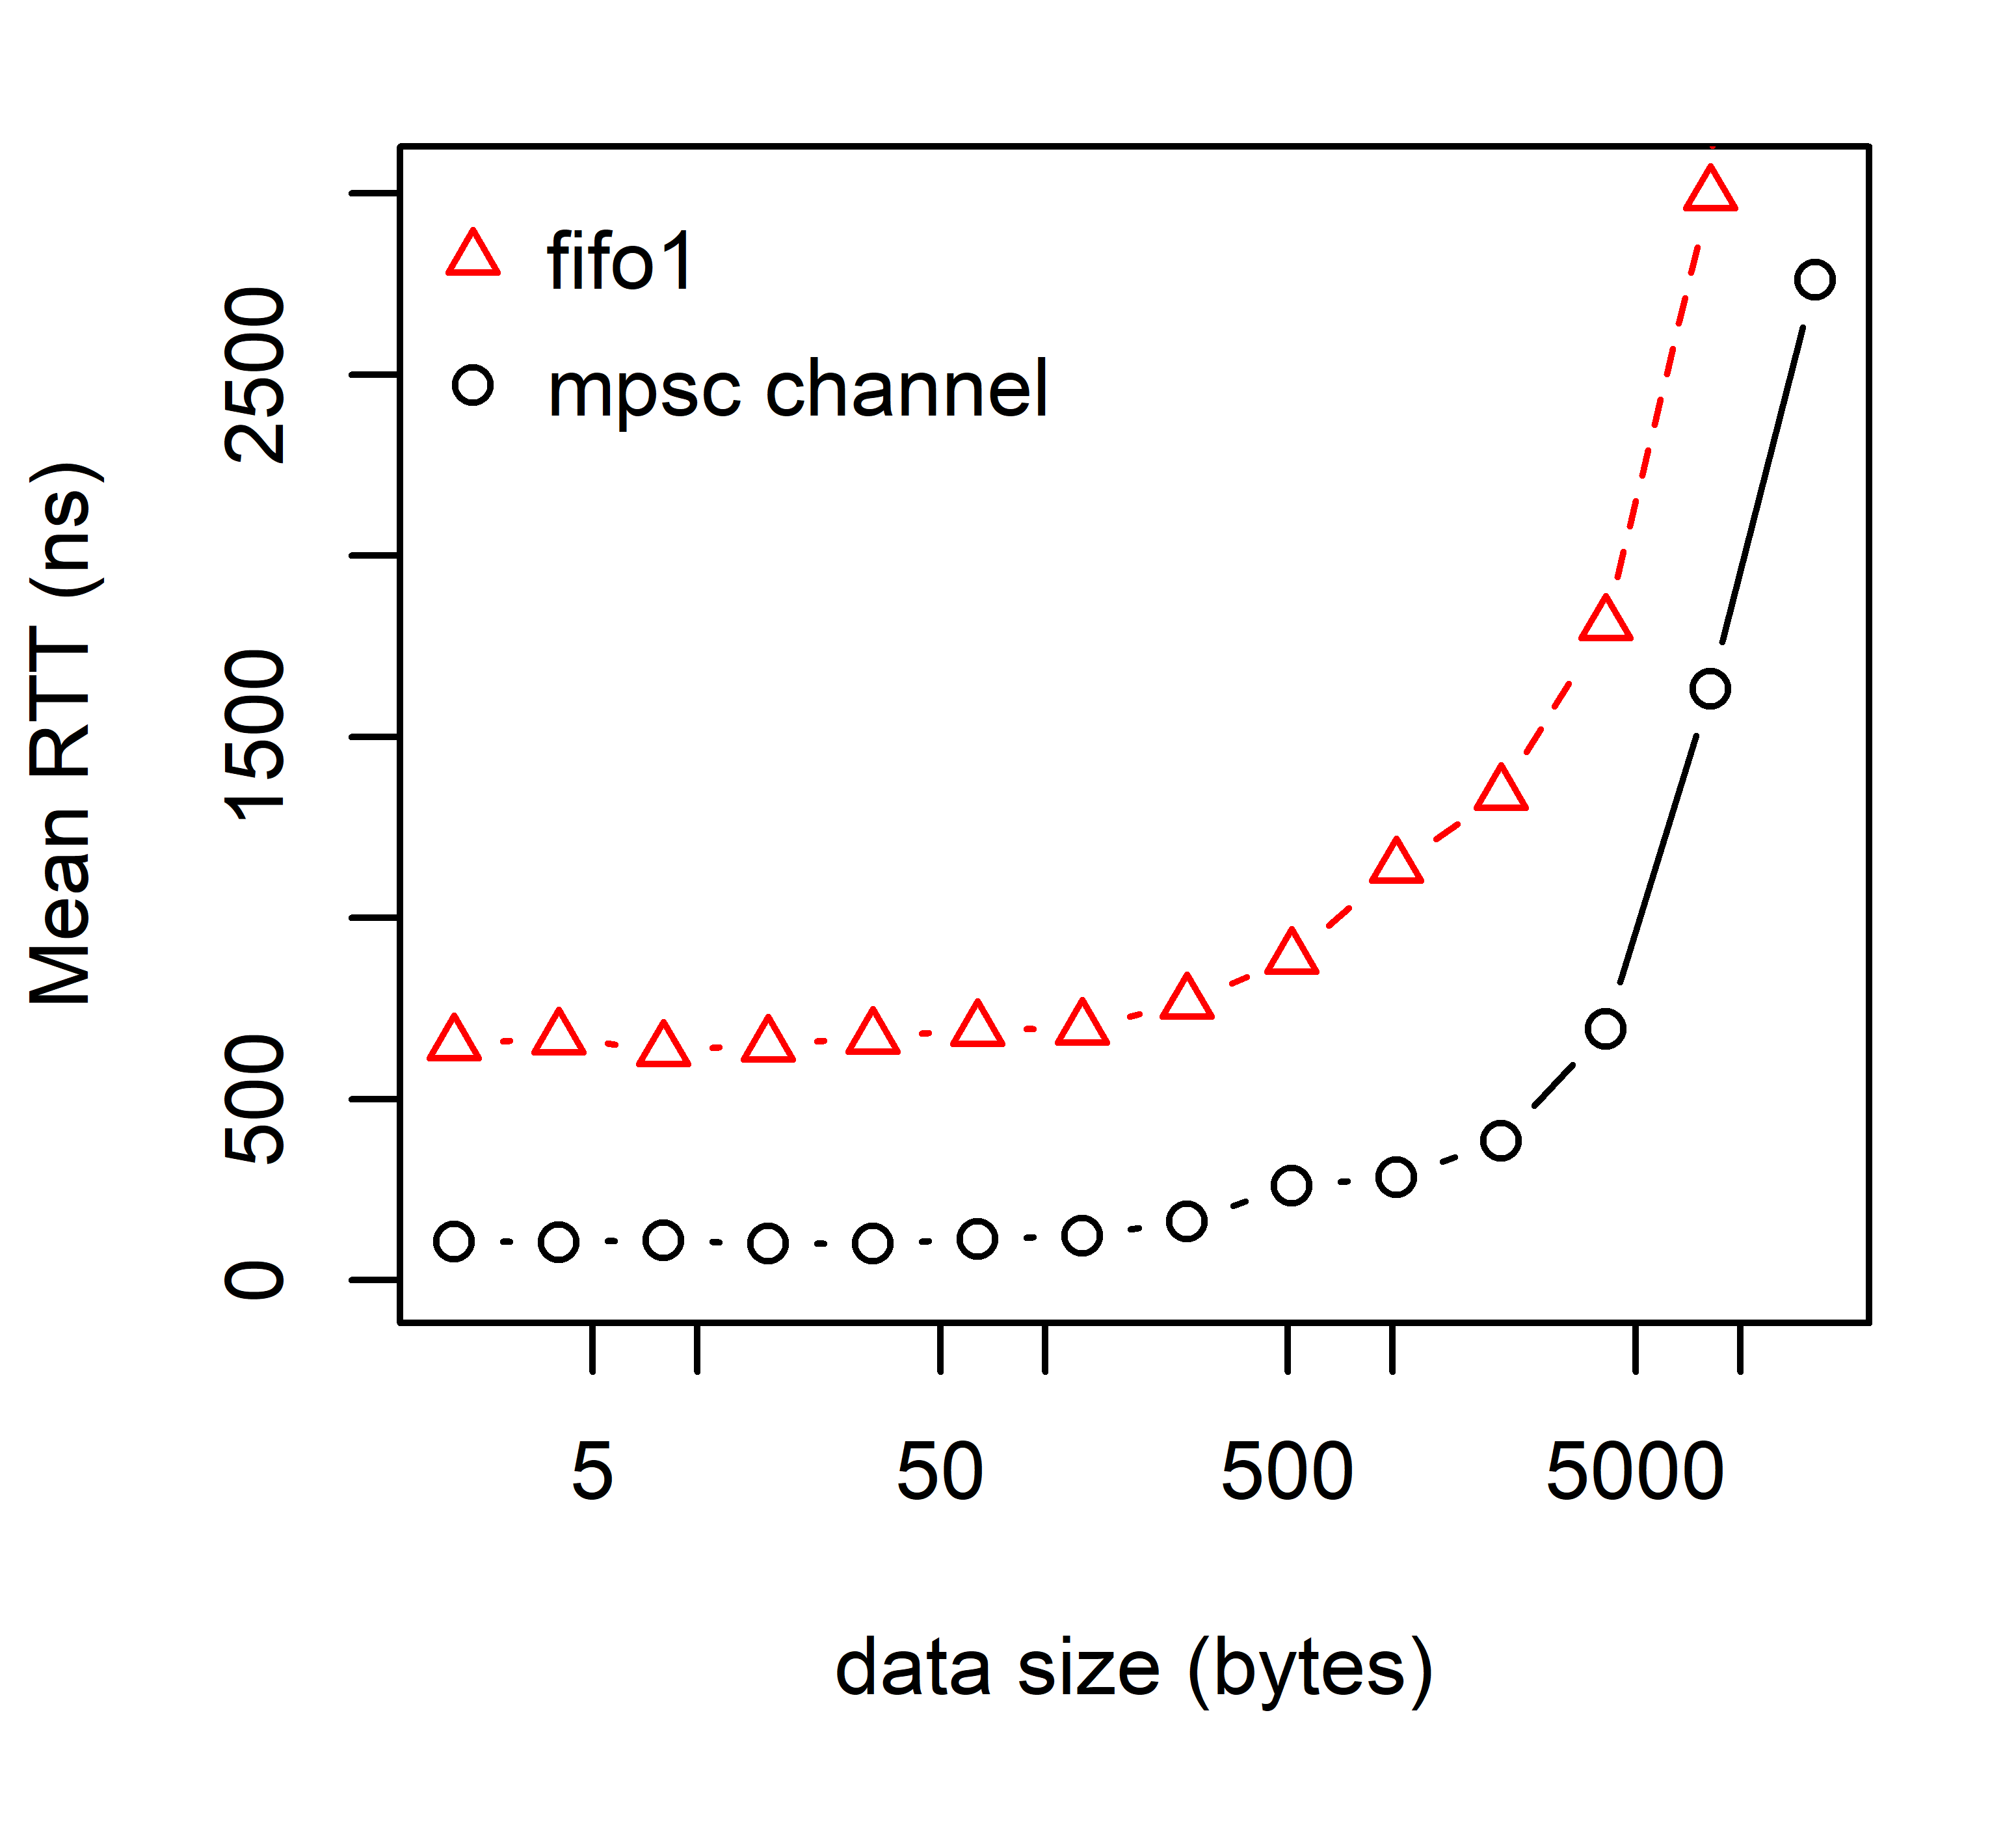 fifo1
mpsc channel
Mean RTT (ns)
2500
1500
500
0
5 50 500 5000
data size (bytes)